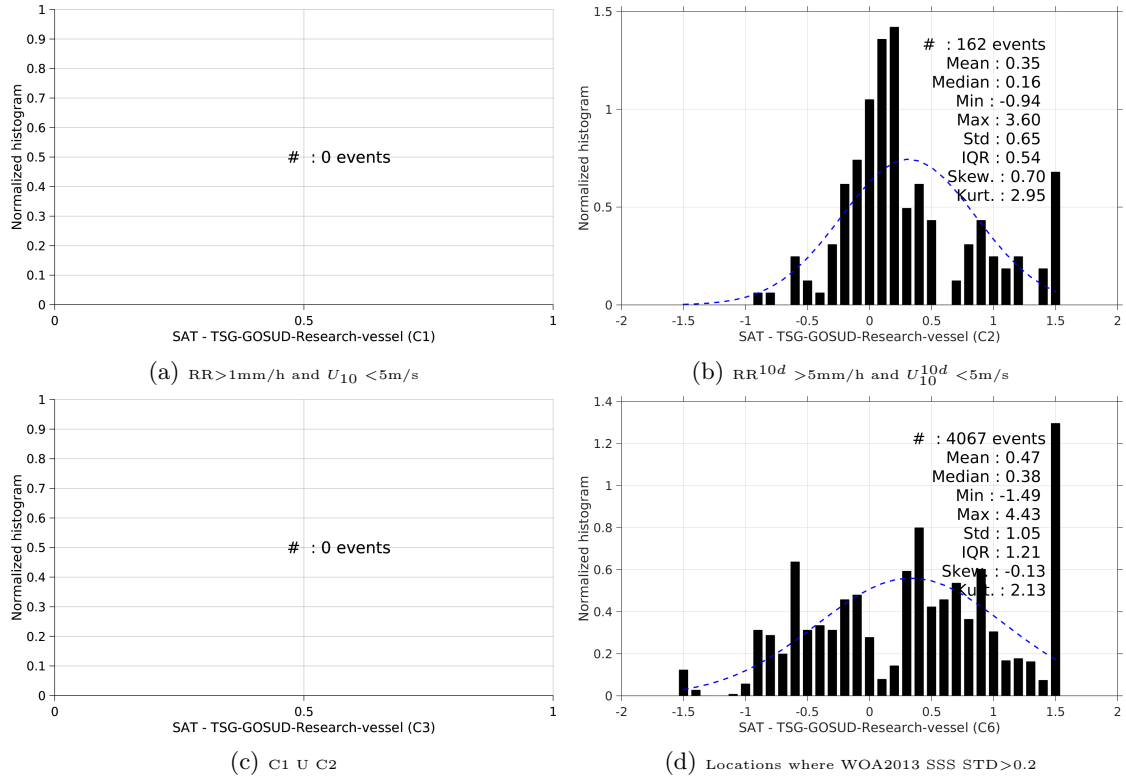 1
0.9
0.8
0.7
0.6
0.5
0.4
0.3
0.2
0.1
0
Normalized histogram
# : 0 events
0 0.5 1
SAT - TSG-GOSUD-Research-vessel (C1)
(a) RR>1mm/h and U10 <5m/s
1.5
1
0.5
0
Normalized histogram
# : 162 events
Mean : 0.35
Median : 0.16
Min : -0.94
Max : 3.60
Std : 0.65
IQR : 0.54
Skew. : 0.70
Kurt. : 2.95
-2 -1.5 -1 -0.5 0 0.5 1 1.5 2
SAT - TSG-GOSUD-Research-vessel (C2)
(b) RR10d >5mm/h and U10d10 <5m/s
1
0.9
0.8
0.7
0.6
0.5
0.4
0.3
0.2
0.1
0
Normalized histogram
# : 0 events
0 0.5 1
SAT - TSG-GOSUD-Research-vessel (C3)
(c) C1 U C2
1.4
1.2
1
0.8
0.6
0.4
0.2
0
Normalized histogram
# : 4067 events
Mean : 0.47
Median : 0.38
Min : -1.49
Max : 4.43
Std : 1.05
IQR : 1.21
Skew. : -0.13
Kurt. : 2.13
-2 -1.5 -1 -0.5 0 0.5 1 1.5 2
SAT - TSG-GOSUD-Research-vessel (C6)
(d) Locations where WOA2013 SSS STD>0.2